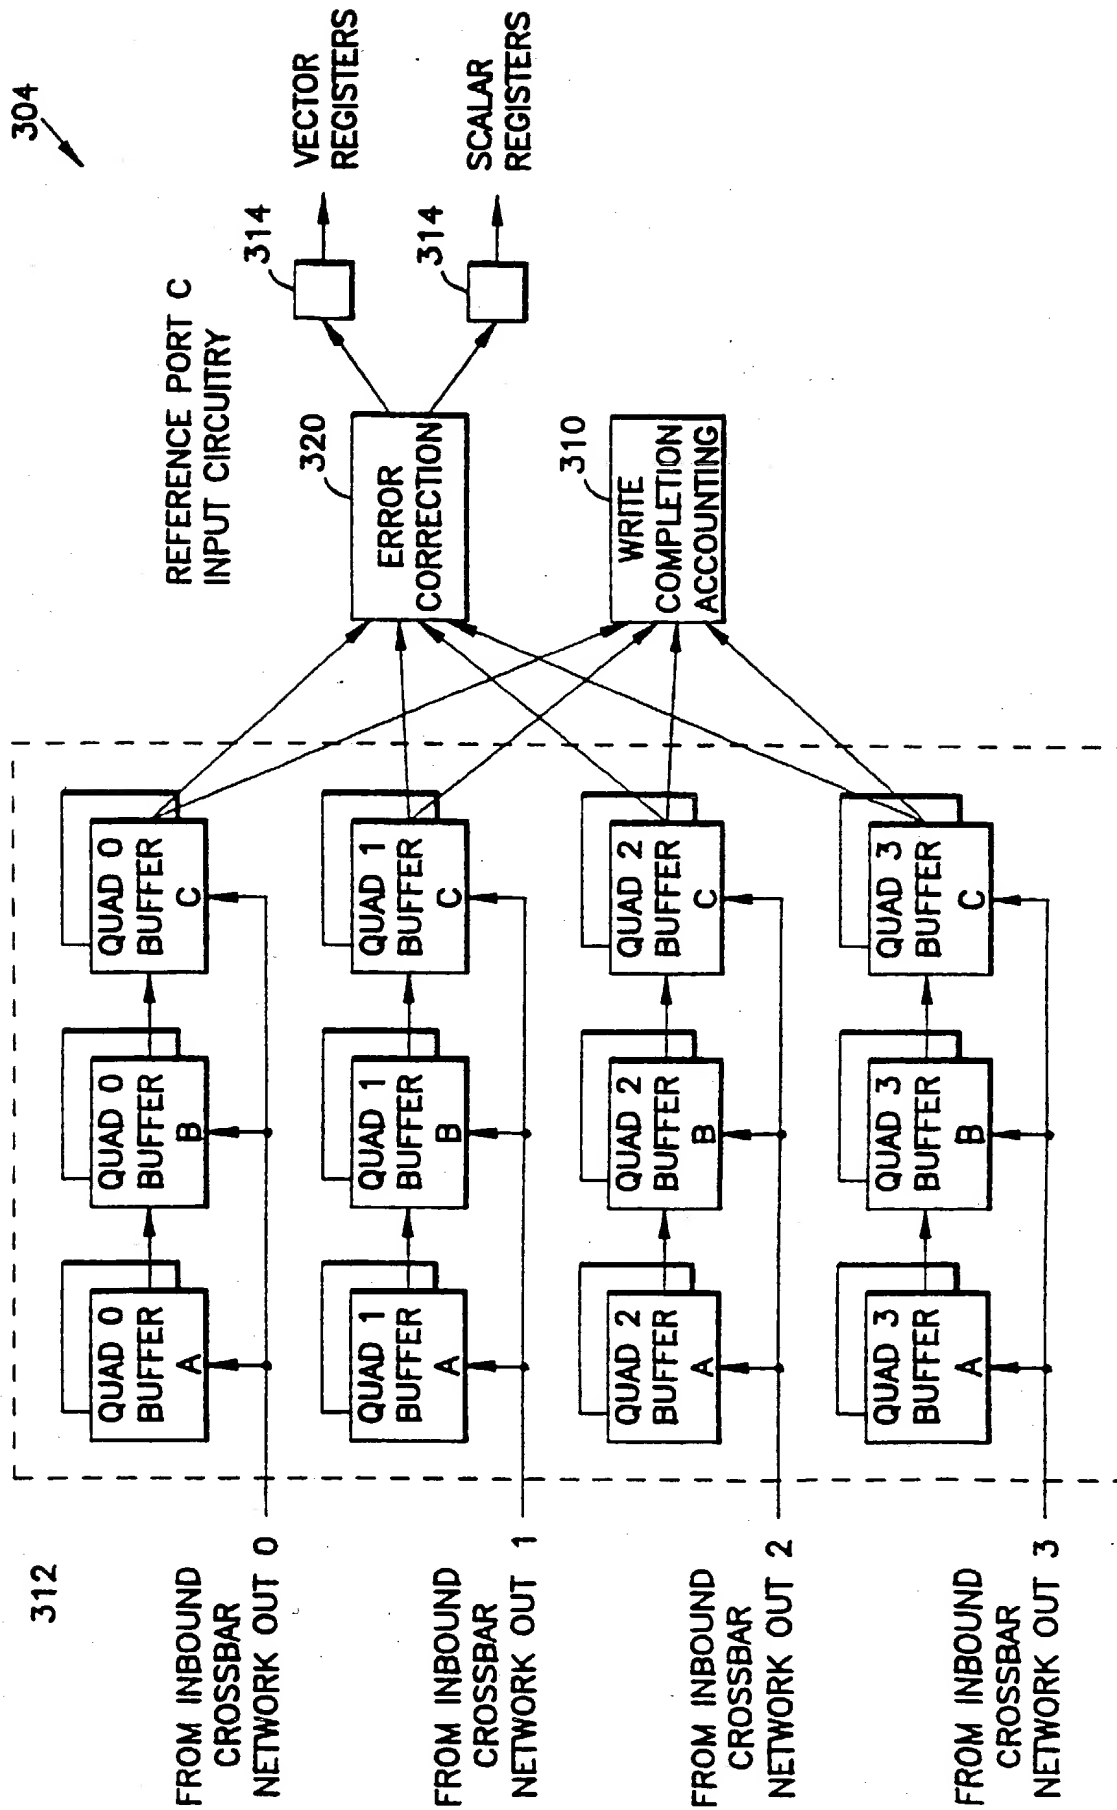 304
REFERENCE PORT C
INPUT CIRCUITRY
312
FROM INBOUND
CROSSBAR
NETWORK OUT 0
QUAD 0
BUFFER
A
QUAD 0
BUFFER
B
QUAD 0
BUFFER
C
FROM INBOUND
CROSSBAR
NETWORK OUT 1
QUAD 1
BUFFER
A
QUAD 1
BUFFER
B
QUAD 1
BUFFER
C
FROM INBOUND
CROSSBAR
NETWORK OUT 2
QUAD 2
BUFFER
A
QUAD 2
BUFFER
B
QUAD 2
BUFFER
C
FROM INBOUND
CROSSBAR
NETWORK OUT 3
QUAD 3
BUFFER
A
QUAD 3
BUFFER
B
QUAD 3
BUFFER
C
320
ERROR
CORRECTION
310
WRITE
COMPLETION
ACCOUNTING
314
VECTOR
REGISTERS
314
SCALAR
REGISTERS